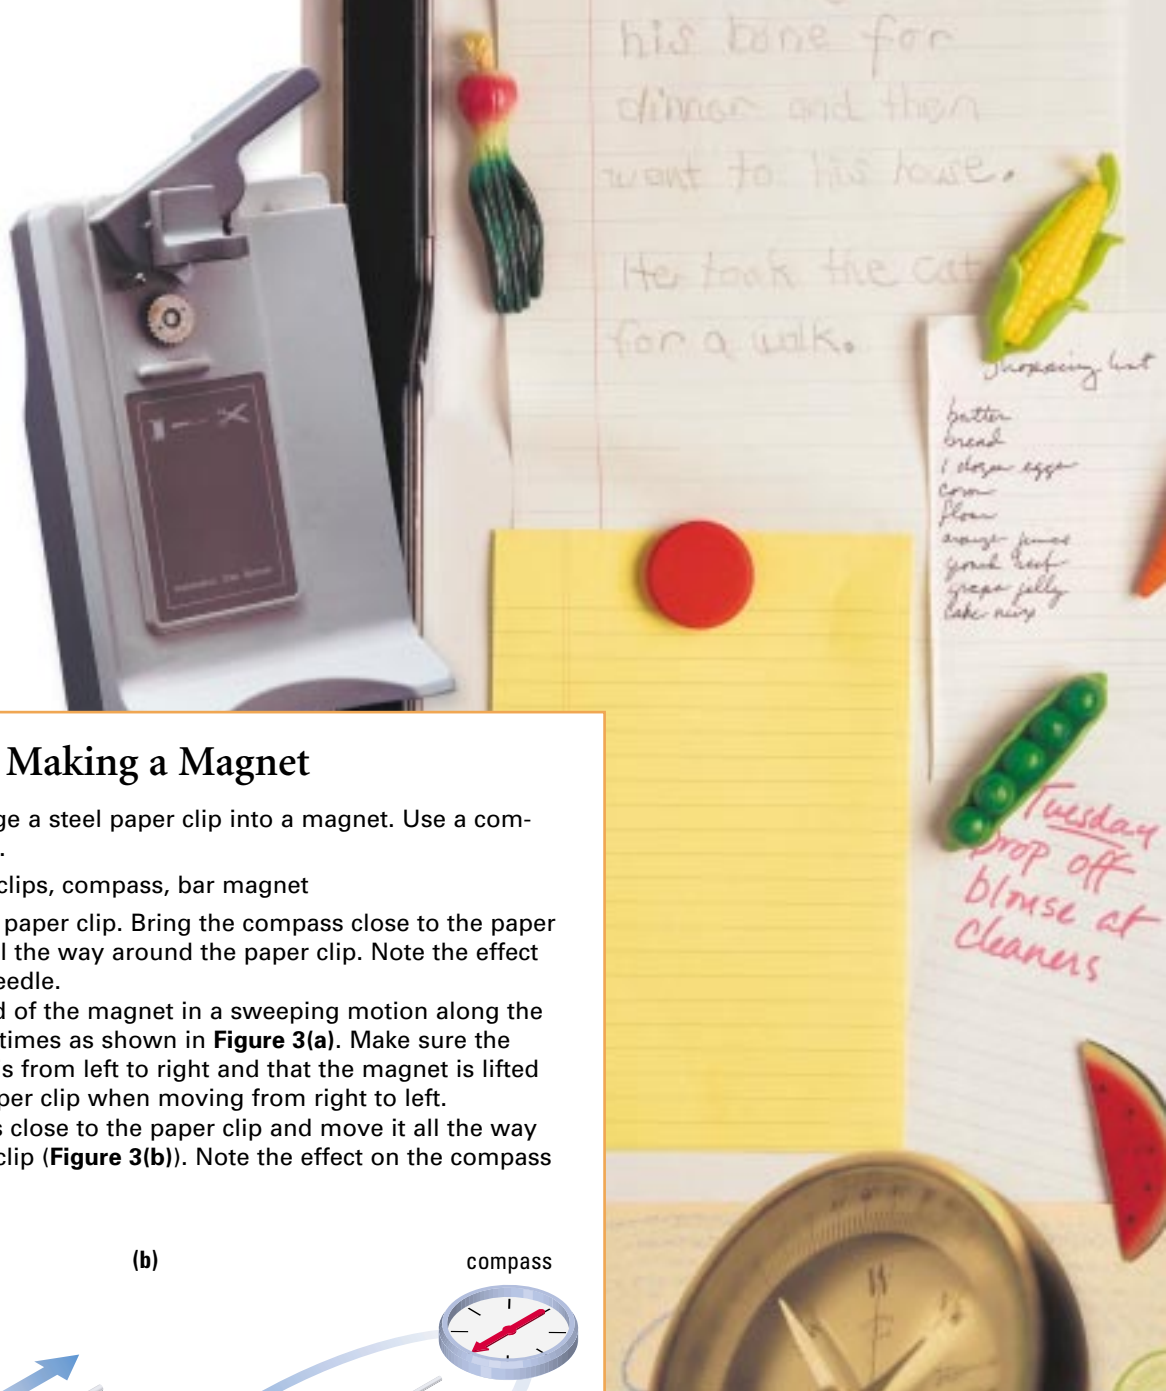 his bone for
dinner and then
went to his house.
He took the cat
for a walk.
Shopping list
butter
bread
1 dozen eggs
corn
flour
orange juice
grape jelly
cake mix
Tuesday
Drop off
blouse at
cleaners
Making a Magnet
ge a steel paper clip into a magnet. Use a com-
.
clips, compass, bar magnet
paper clip. Bring the compass close to the paper
l the way around the paper clip. Note the effect
eedle.
d of the magnet in a sweeping motion along the
times as shown in Figure 3(a). Make sure the
s from left to right and that the magnet is lifted
per clip when moving from right to left.
s close to the paper clip and move it all the way
clip (Figure 3(b)). Note the effect on the compass
(b)
compass